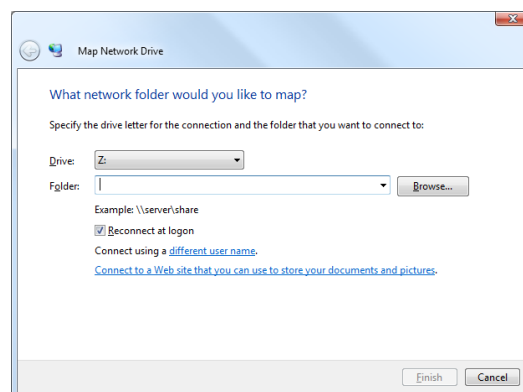 Map Network Drive
What network folder would you like to map?
Specify the drive letter for the connection and the folder that you want to connect to:
Drive: Z:
Folder: Browse...
Example: \\server\share
Reconnect at logon
Connect using a different user name.
Connect to a Web site that you can use to store your documents and pictures.
Finish Cancel